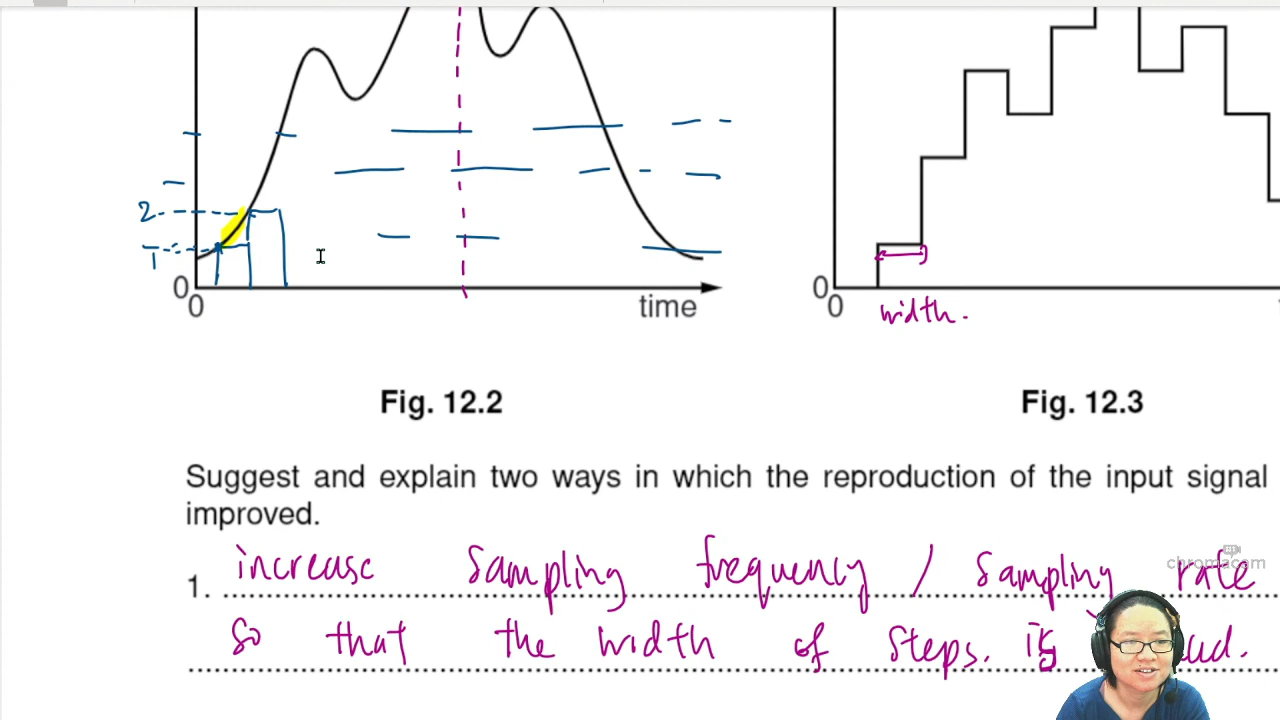 2
1
0
0
time
0
0
width.
Fig. 12.2
Fig. 12.3
Suggest and explain two ways in which the reproduction of the input signal
improved.
chromacam
1. increase sampling frequency / sampling rate
so that the width of steps. is